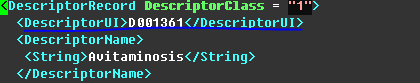 <DescriptorRecord DescriptorClass = "1">
<DescriptorUI>D001361</DescriptorUI>
<DescriptorName>
<String>Avitaminosis</String>
</DescriptorName>